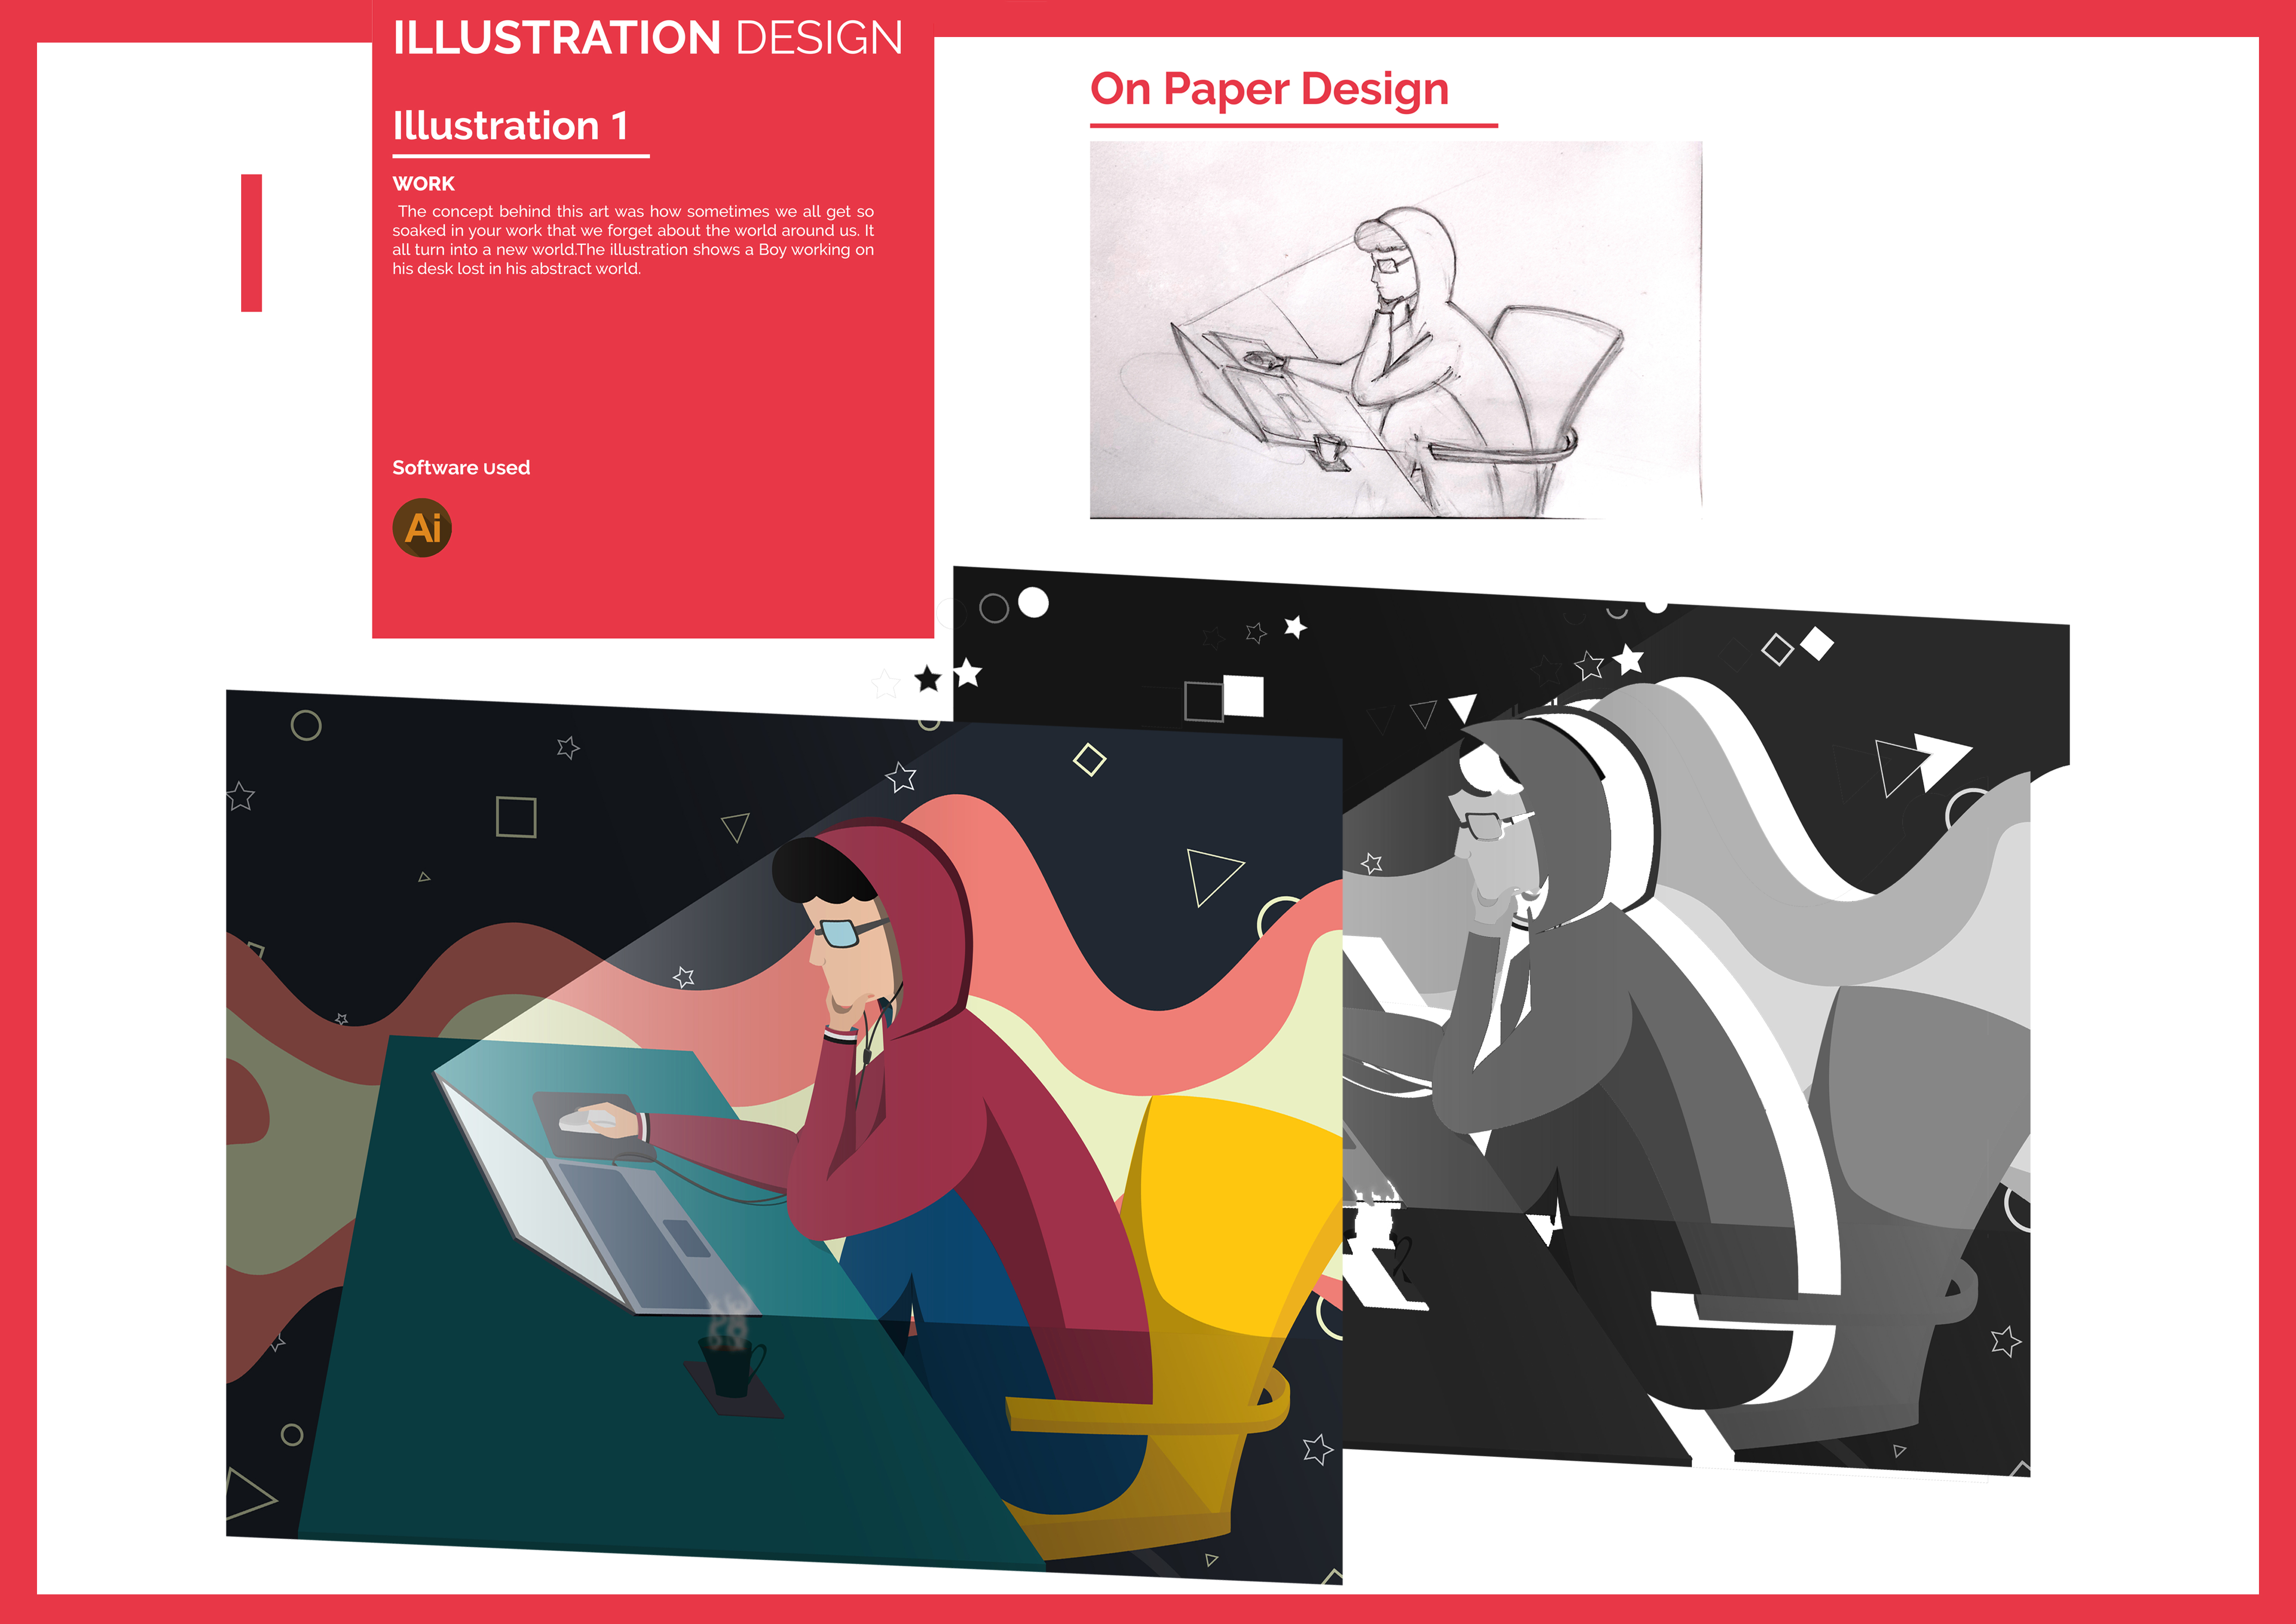 ILLUSTRATION DESIGN
Illustration 1
WORK
The concept behind this art was how sometimes we all get so
soaked in your work that we forget about the world around us. It
all turn into a new world.The illustration shows a Boy working on
his desk lost in his abstract world.
Software used
Ai
On Paper Design